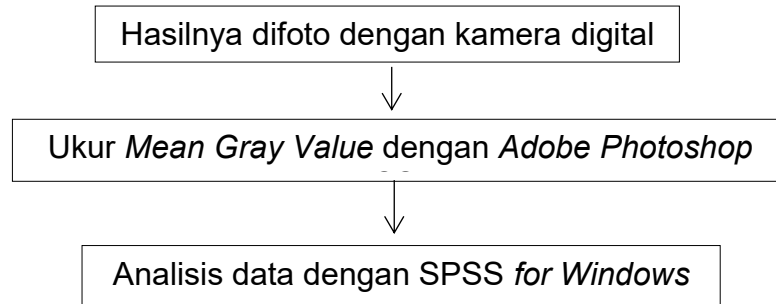 Hasilnya difoto dengan kamera digital
Ukur Mean Gray Value dengan Adobe Photoshop
Analisis data dengan SPSS for Windows